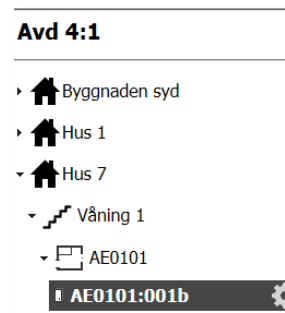 Avd 4:1
Byggnaden syd
Hus 1
Hus 7
Våning 1
AE0101
AE0101:001b